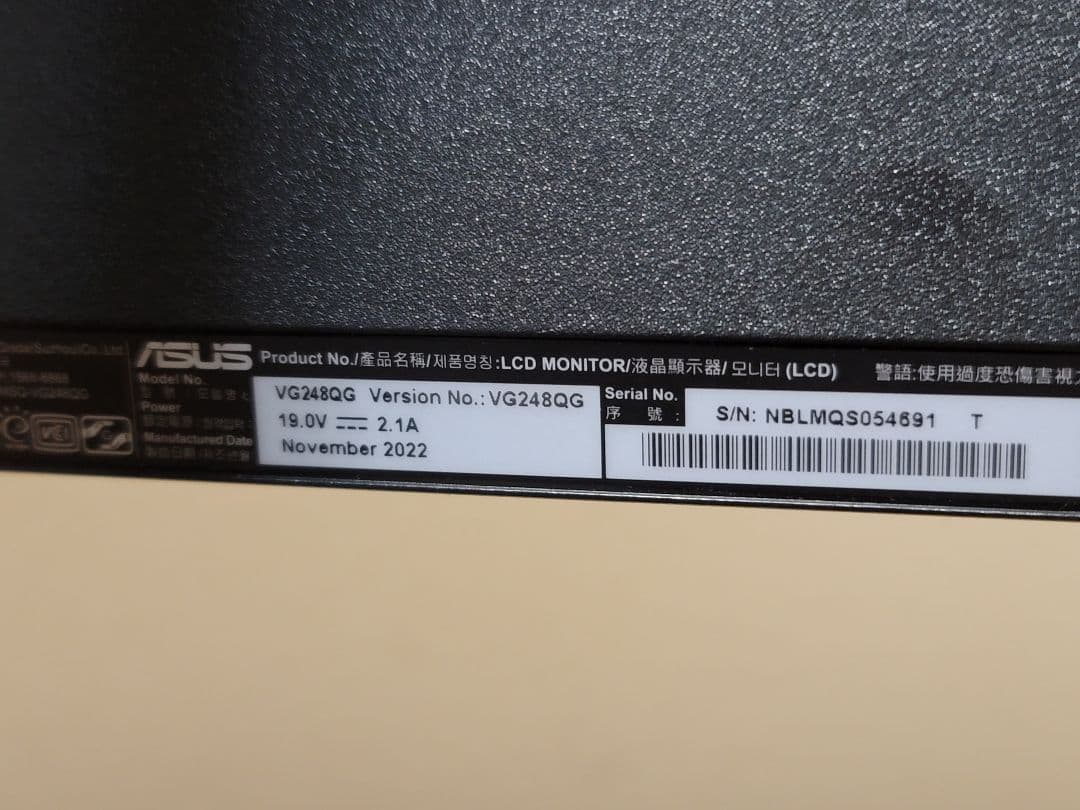 ASUS Product No./產品名稱/제품명칭:LCD MONITOR/液晶顯示器/모니터 (LCD) 警語:使用過度恐傷害視
Model No.
VG248QG Version No.: VG248QG
Power
19.0V 2.1A
Manufactured Date
November 2022
Serial No.
序 號 :
S/N: NBLMQS054691 T